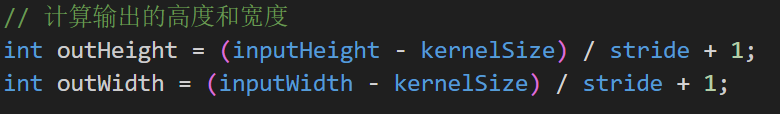 // 计算输出的高度和宽度
int outHeight = (inputHeight - kernelSize) / stride + 1;
int outWidth = (inputWidth - kernelSize) / stride + 1;